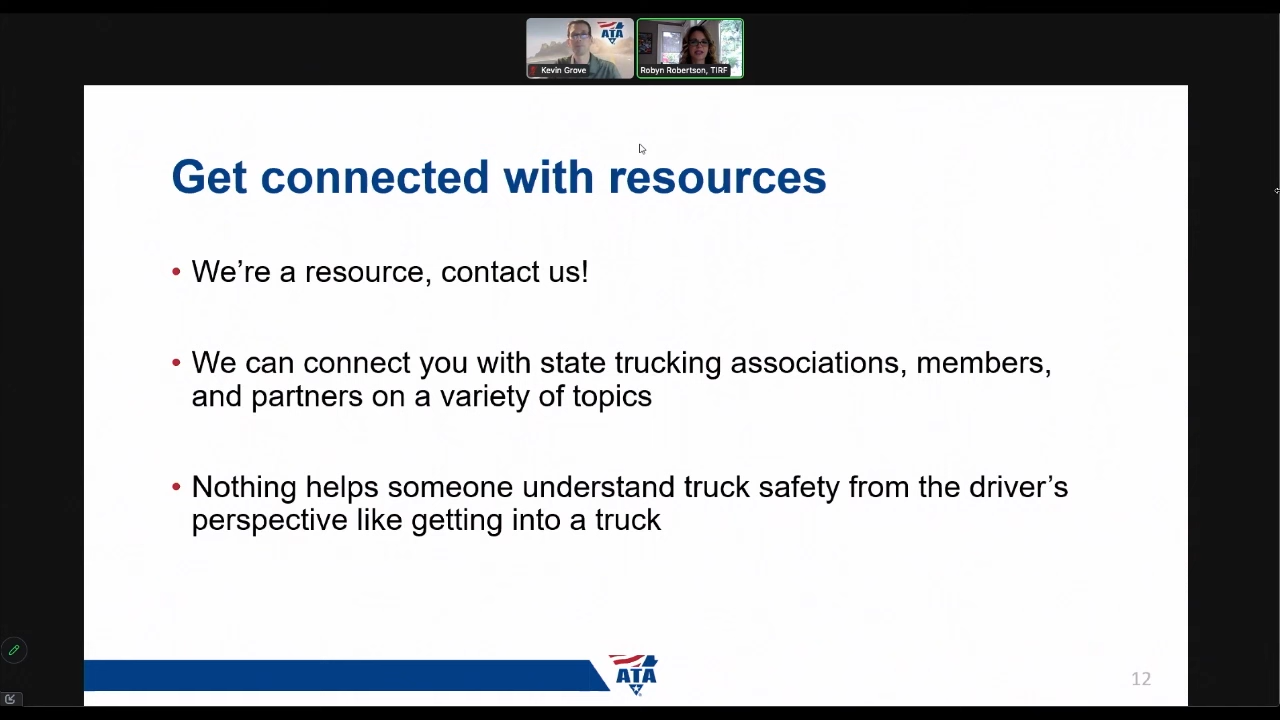 ATA
Kevin Grove
Robyn Robertson, TIRF
Get connected with resources
• We’re a resource, contact us!
• We can connect you with state trucking associations, members,
and partners on a variety of topics
• Nothing helps someone understand truck safety from the driver’s
perspective like getting into a truck
ATA
12